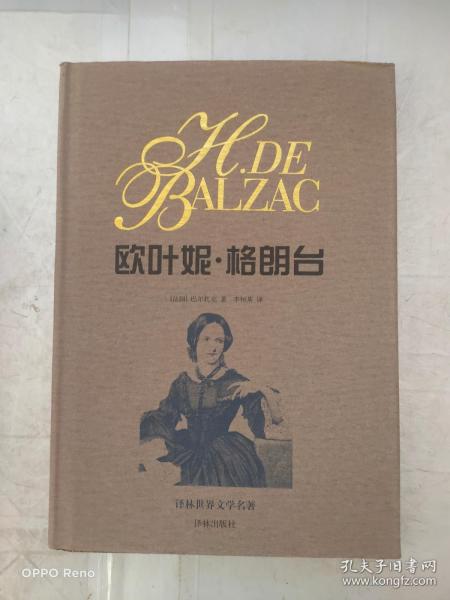 H. DE
BALZAC
欧叶妮·格朗台
[法国] 巴尔扎克 著 李恒基 译
译林世界文学名著
译林出版社
OPPO Reno
孔夫子旧书网
www.kongfz.com